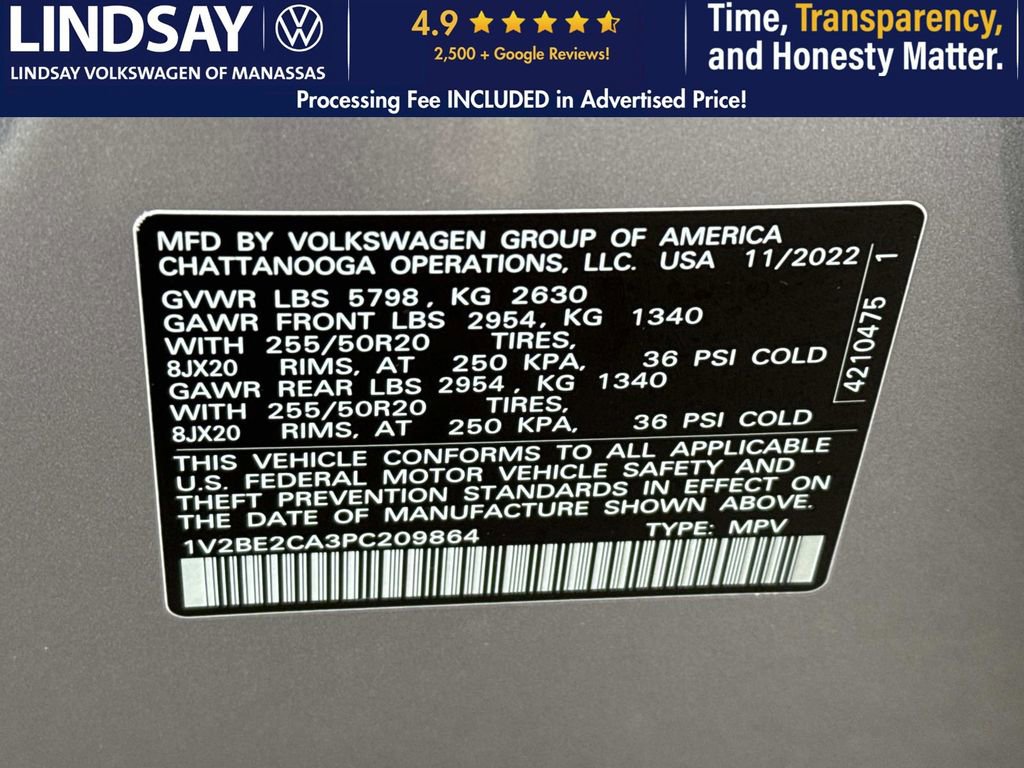 LINDSAY
LINDSAY VOLKSWAGEN OF MANASSAS
4.9
2,500 + Google Reviews!
Time, Transparency,
and Honesty Matter.
Processing Fee INCLUDED in Advertised Price!
MFD BY VOLKSWAGEN GROUP OF AMERICA
CHATTANOOGA OPERATIONS, LLC. USA 11/2022
GVWR LBS 5798, KG 2630
GAWR FRONT LBS 2954, KG 1340
WITH 255/50R20 TIRES,
8JX20 RIMS, AT 250 KPA, 36 PSI COLD
GAWR REAR LBS 2954, KG 1340
WITH 255/50R20 TIRES,
8JX20 RIMS, AT 250 KPA, 36 PSI COLD
4210475 1
THIS VEHICLE CONFORMS TO ALL APPLICABLE
U.S. FEDERAL MOTOR VEHICLE SAFETY AND
THEFT PREVENTION STANDARDS IN EFFECT ON
THE DATE OF MANUFACTURE SHOWN ABOVE.
1V2BE2CA3PC209864 TYPE: MPV